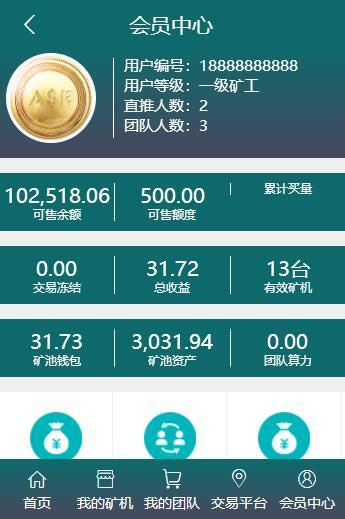 会员中心
用户编号：18888888888
用户等级：一级矿工
直推人数：2
团队人数：3
102,518.06
可售余额
500.00
可售额度
累计买量
0.00
交易冻结
31.72
总收益
13台
有效矿机
31.73
矿池钱包
3,031.94
矿池资产
0.00
团队算力
首页
我的矿机
我的团队
交易平台
会员中心